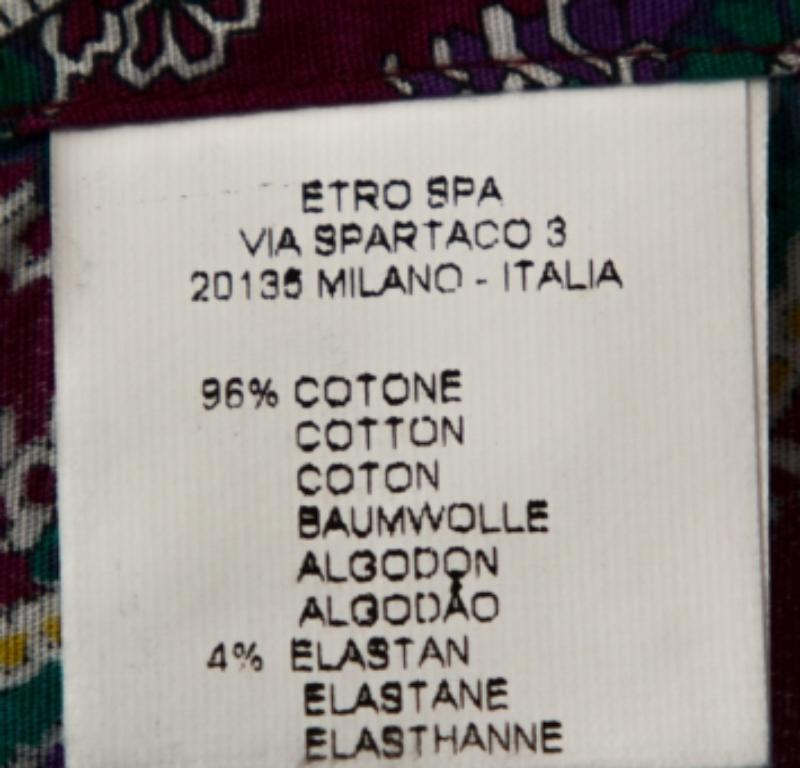 ETRO SPA
VIA SPARTACO 3
20135 MILANO - ITALIA
96% COTONE
COTTON
COTON
BAUMWOLLE
ALGODON
ALGODÃO
4% ELASTAN
ELASTANE
ELASTHANNE